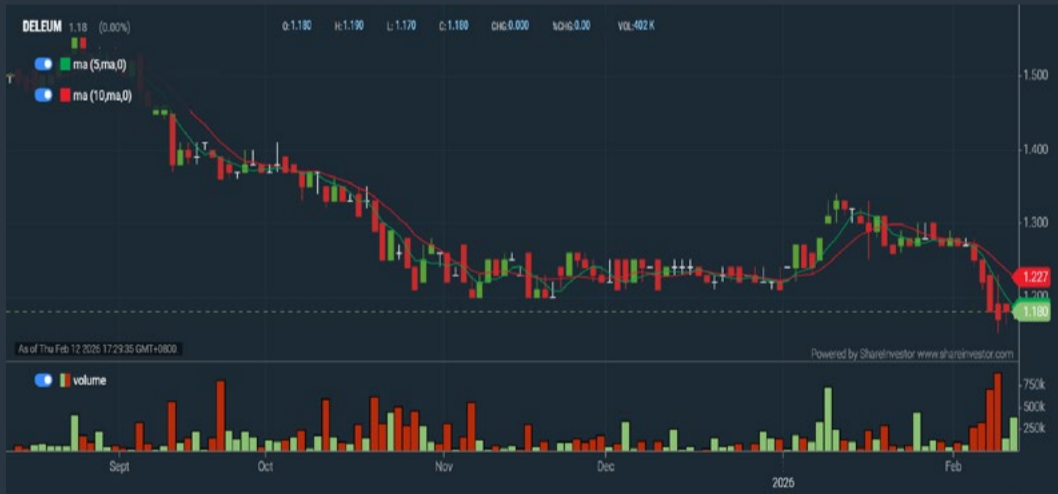 DELEUM 1.18 (0.00%) O:1.180 H:1.190 L:1.170 C:1.180 CHG:0.000 %CHG:0.00 VOL:402 K
ma (5,ma,0)
ma (10,ma,0)
1.500
1.400
1.300
1.227
1.200
1.180
As of Thu Feb 12 2026 17:29:35 GMT+0800
Powered by ShareInvestor www.shareinvestor.com
volume
750k
500k
250k
Sept Oct Nov Dec Feb
2026